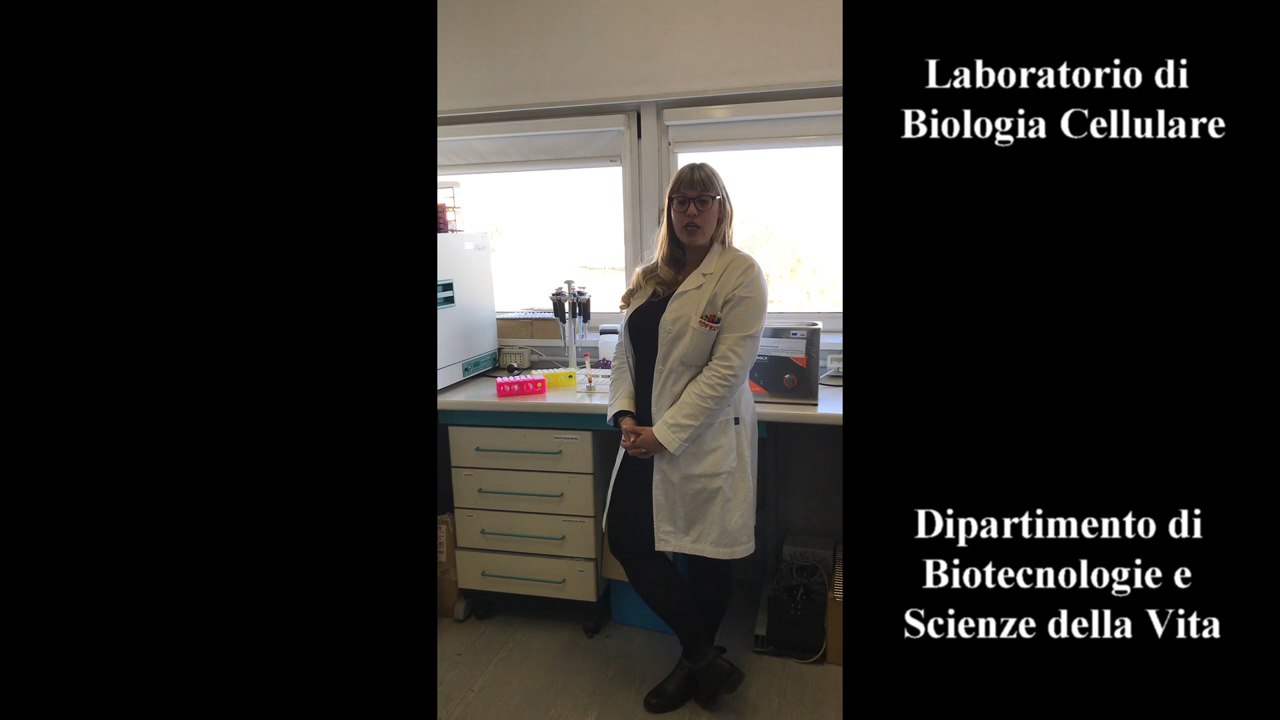 Laboratorio di
Biologia Cellulare
Dipartimento di
Biotecnologie e
Scienze della Vita